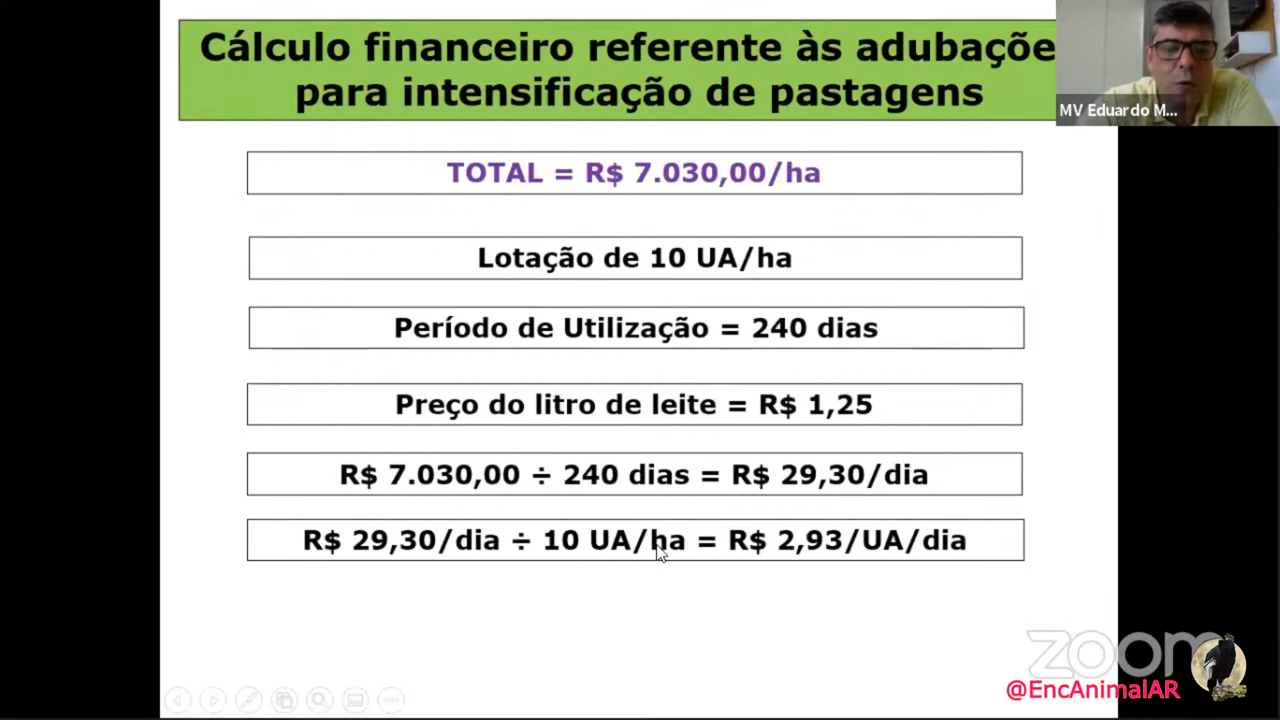 Cálculo financeiro referente às adubaçõe
para intensificação de pastagens
MV Eduardo M...
TOTAL = R$ 7.030,00/ha
Lotação de 10 UA/ha
Período de Utilização = 240 dias
Preço do litro de leite = R$ 1,25
R$ 7.030,00 ÷ 240 dias = R$ 29,30/dia
R$ 29,30/dia ÷ 10 UA/ha = R$ 2,93/UA/dia
zoom
@EncAnimalAR